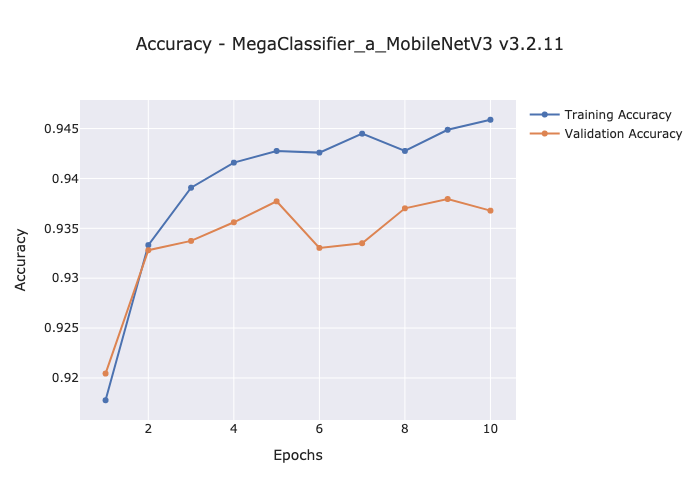 Accuracy - MegaClassifier_a_MobileNetV3 v3.2.11
Training Accuracy
Validation Accuracy
0.945
0.94
0.935
0.93
0.925
0.92
Accuracy
2 4 6 8 10
Epochs